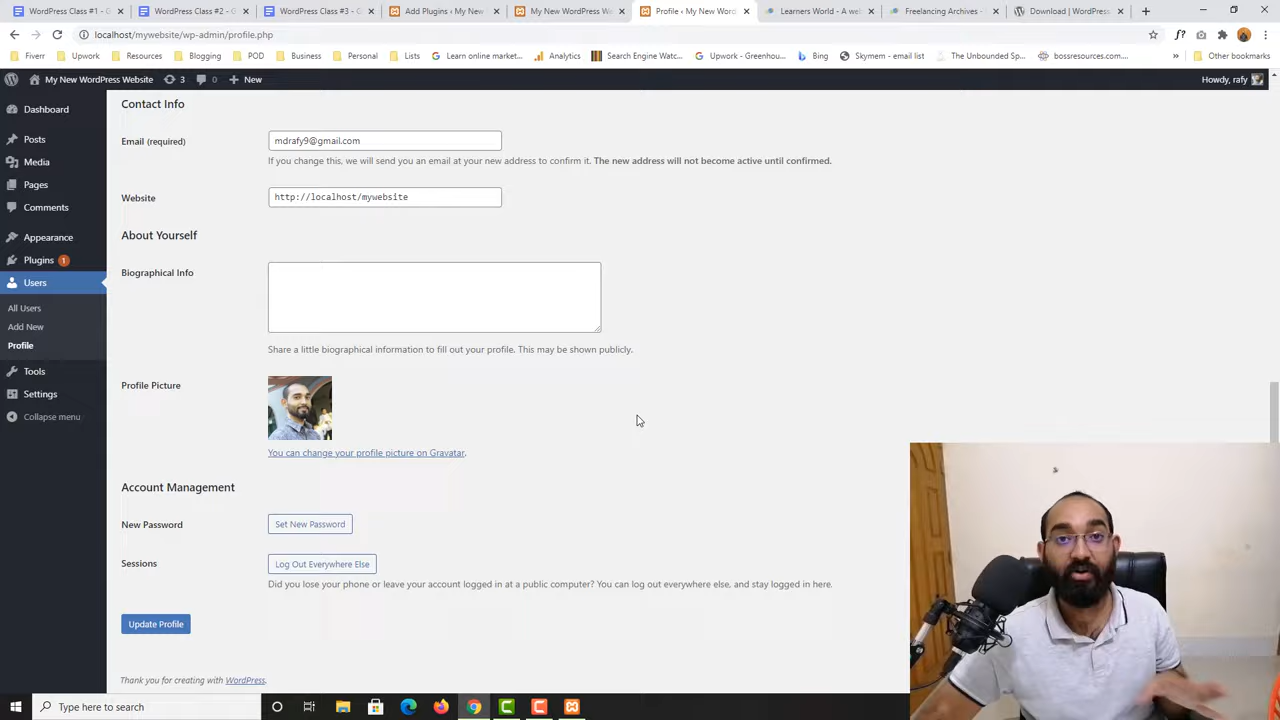 WordPress Class #1 - G
WordPress Class #2 - G
WordPress Class #3 - G
Add Plugins ‹ My New
My New WordPress We
Profile ‹ My New Word
Learners World - A web
Freelancing Archives -
Download | WordPress
localhost/mywebsite/wp-admin/profile.php
Fiverr
Upwork
Resources
Blogging
POD
Business
Personal
Lists
Learn online market...
Analytics
Search Engine Watc...
Upwork - Greenhou...
Bing
Skymem - email list
The Unbounded Sp...
bossresources.com...
Other bookmarks
My New WordPress Website
3
0
New
Howdy, rafy
Dashboard
Posts
Media
Pages
Comments
Appearance
Plugins 1
Users
All Users
Add New
Profile
Tools
Settings
Collapse menu
Contact Info
Email (required)
mdrafy9@gmail.com
If you change this, we will send you an email at your new address to confirm it. The new address will not become active until confirmed.
Website
http://localhost/mywebsite
About Yourself
Biographical Info
Share a little biographical information to fill out your profile. This may be shown publicly.
Profile Picture
You can change your profile picture on Gravatar.
Account Management
New Password
Set New Password
Sessions
Log Out Everywhere Else
Did you lose your phone or leave your account logged in at a public computer? You can log out everywhere else, and stay logged in here.
Update Profile
Thank you for creating with WordPress.
Type here to search